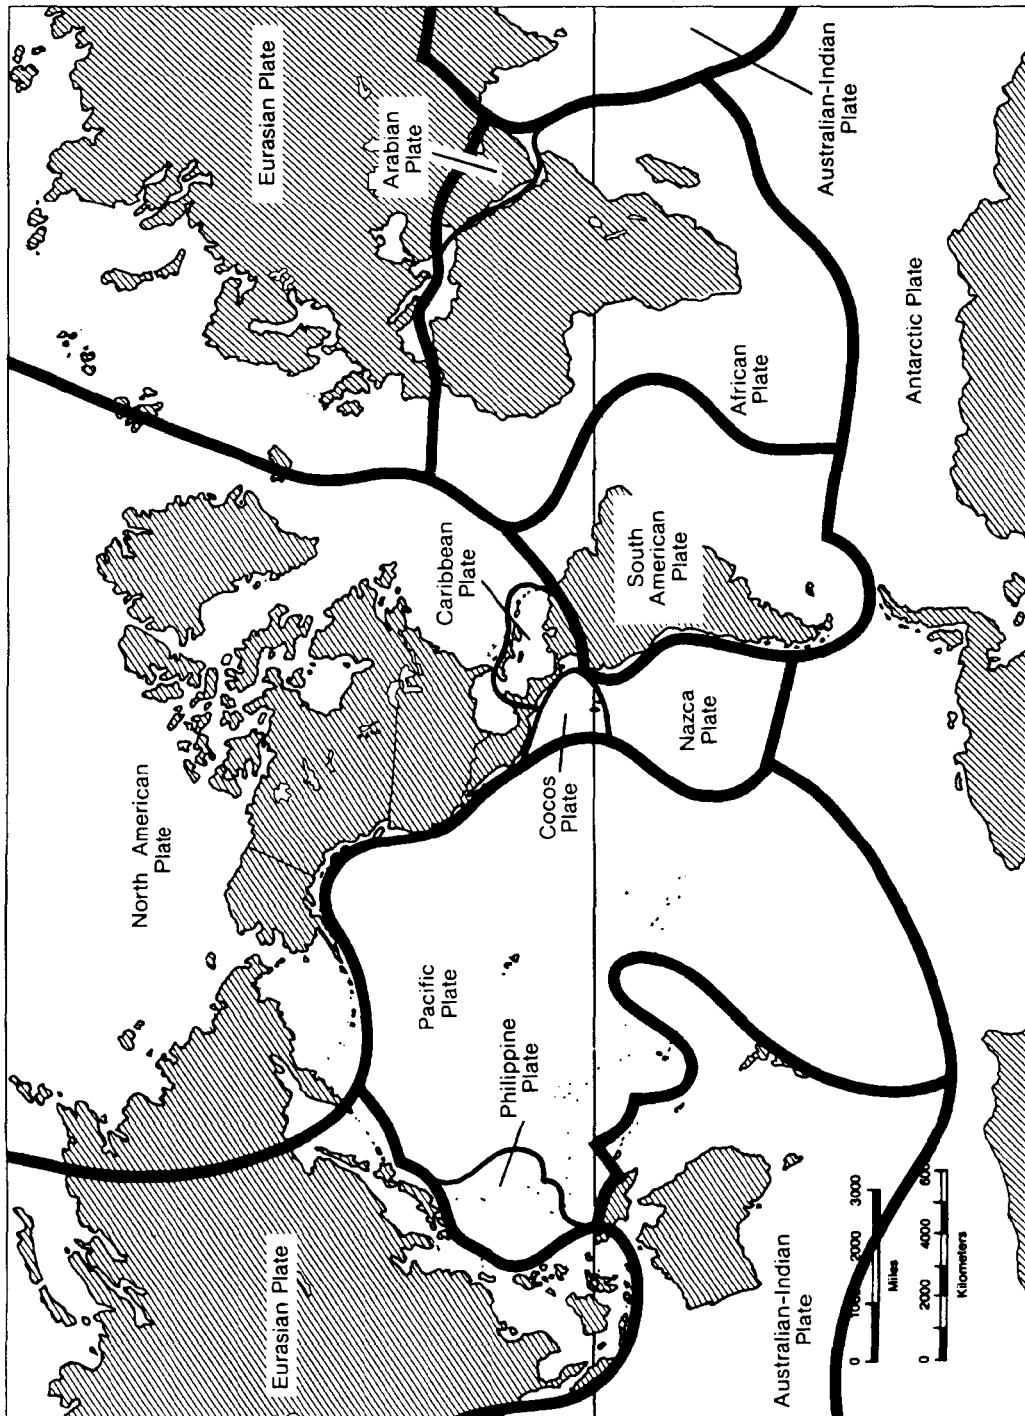 North American
Plate
Eurasian Plate
Eurasian Plate
Arabian
Plate
Pacific
Plate
Caribbean
Plate
Philippine
Plate
Cocos
Plate
South
American
Plate
Nazca
Plate
African
Plate
Australian-Indian
Plate
Australian-Indian
Plate
0 1000 2000 3000
Miles
Antarctic Plate
0 2000 4000 6000
Kilometers